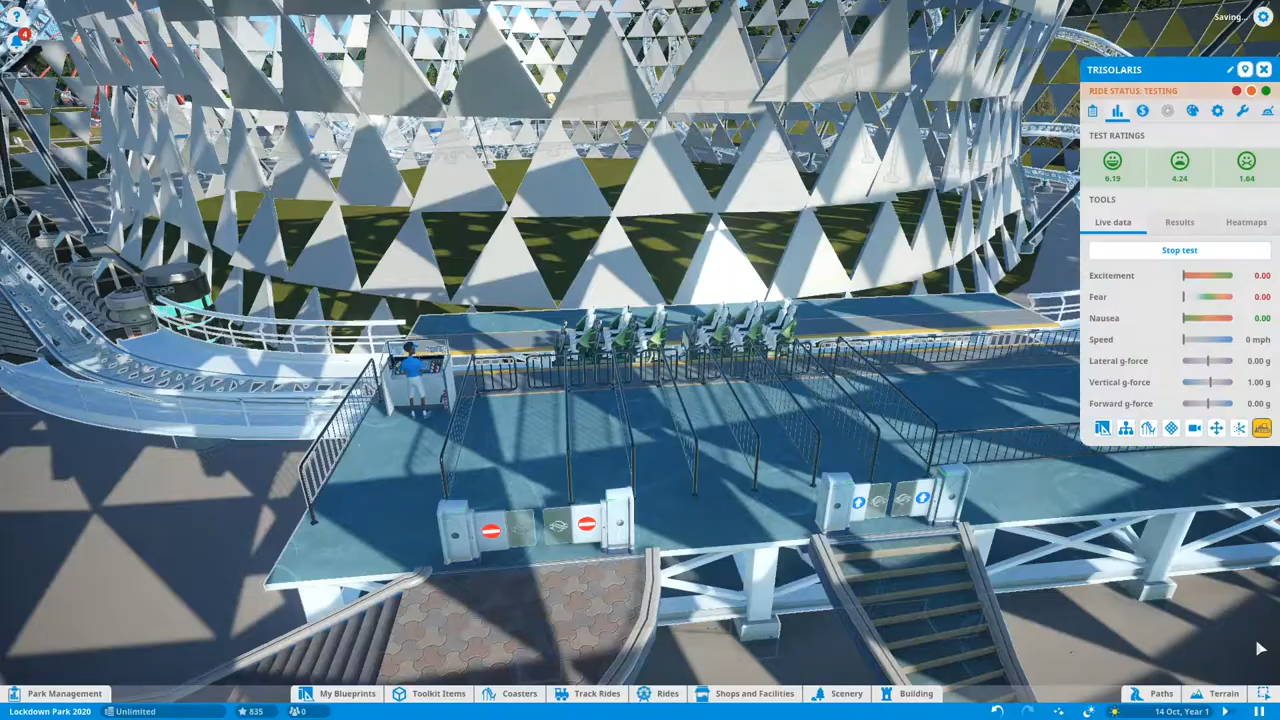 Saving...
?
4
TRISOLARIS
RIDE STATUS: TESTING
TEST RATINGS
6.19 4.24 1.64
TOOLS
Live data Results Heatmaps
Stop test
Excitement 0.00
Fear 0.00
Nausea 0.00
Speed 0 mph
Lateral g-force 0.00 g
Vertical g-force 1.00 g
Forward g-force 0.00 g
Park Management My Blueprints Toolkit Items Coasters Track Rides Rides Shops and Facilities Scenery Building Paths Terrain
Lockdown Park 2020 Unlimited 835 0 14 Oct, Year 1